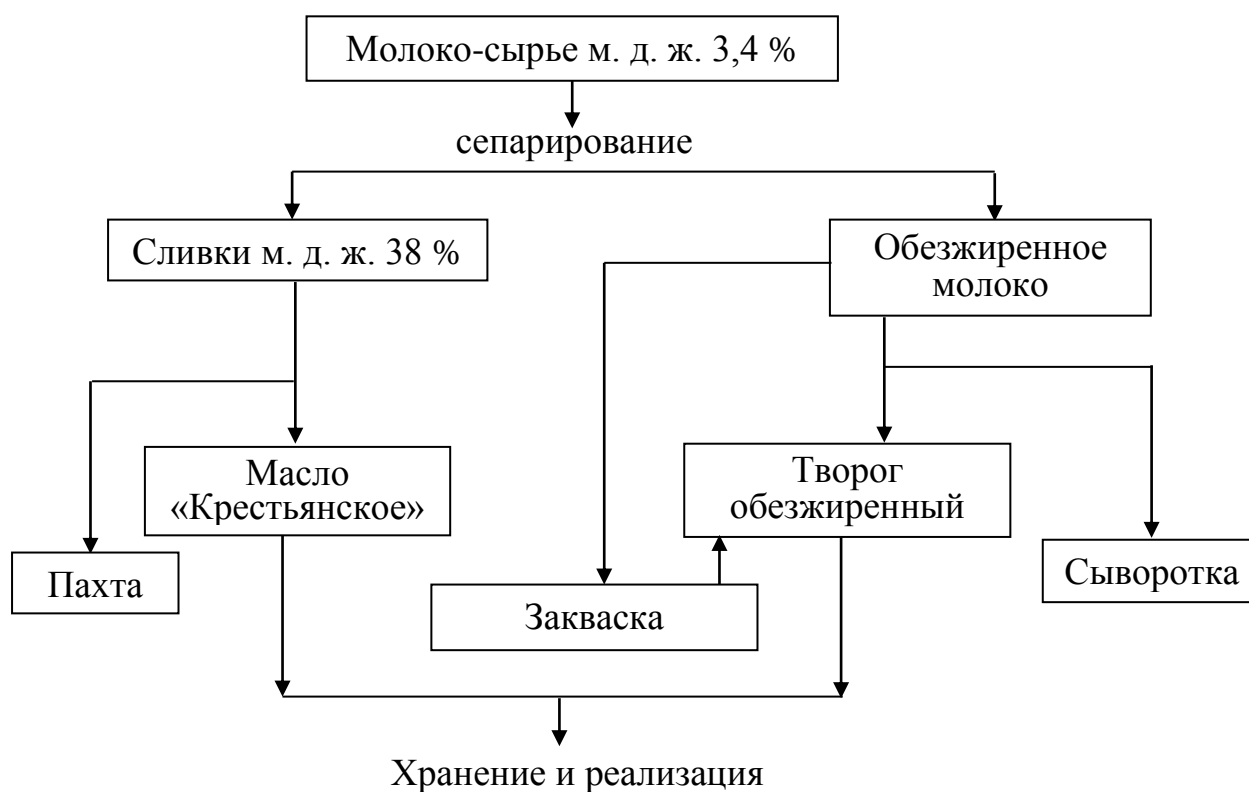 Молоко-сырье м. д. ж. 3,4 %
сепарирование
Сливки м. д. ж. 38 %
Обезжиренное
молоко
Масло
«Крестьянское»
Творог
обезжиренный
Пахта
Закваска
Сыворотка
Хранение и реализация